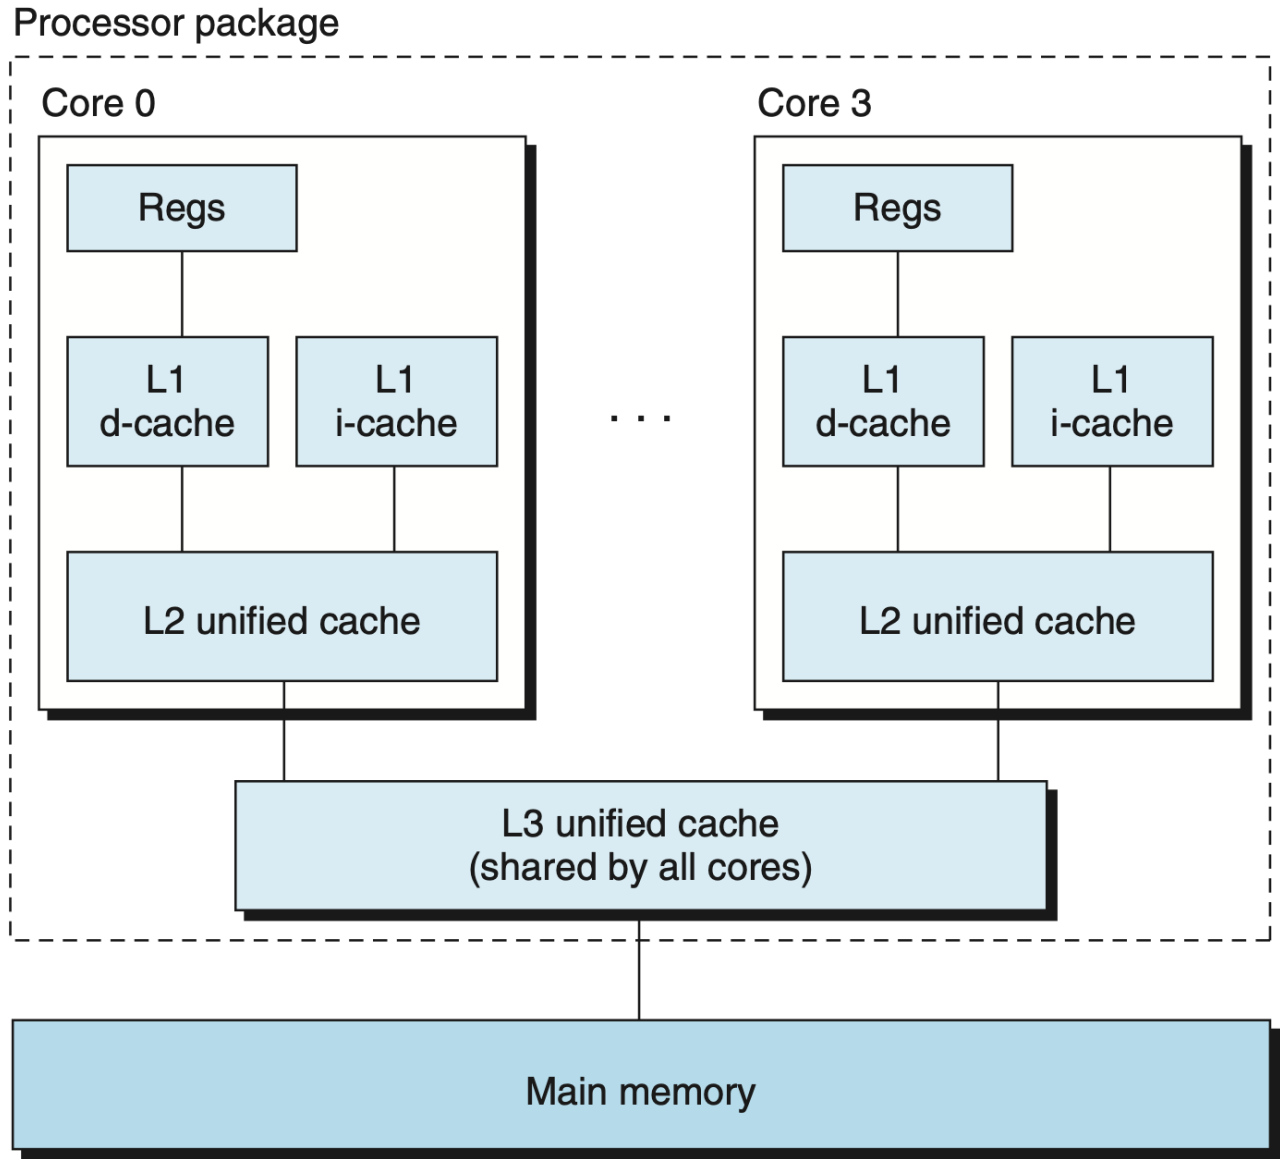 Processor package
Core 0
Regs
L1
d-cache
L1
i-cache
L2 unified cache
. . .
Core 3
Regs
L1
d-cache
L1
i-cache
L2 unified cache
L3 unified cache
(shared by all cores)
Main memory